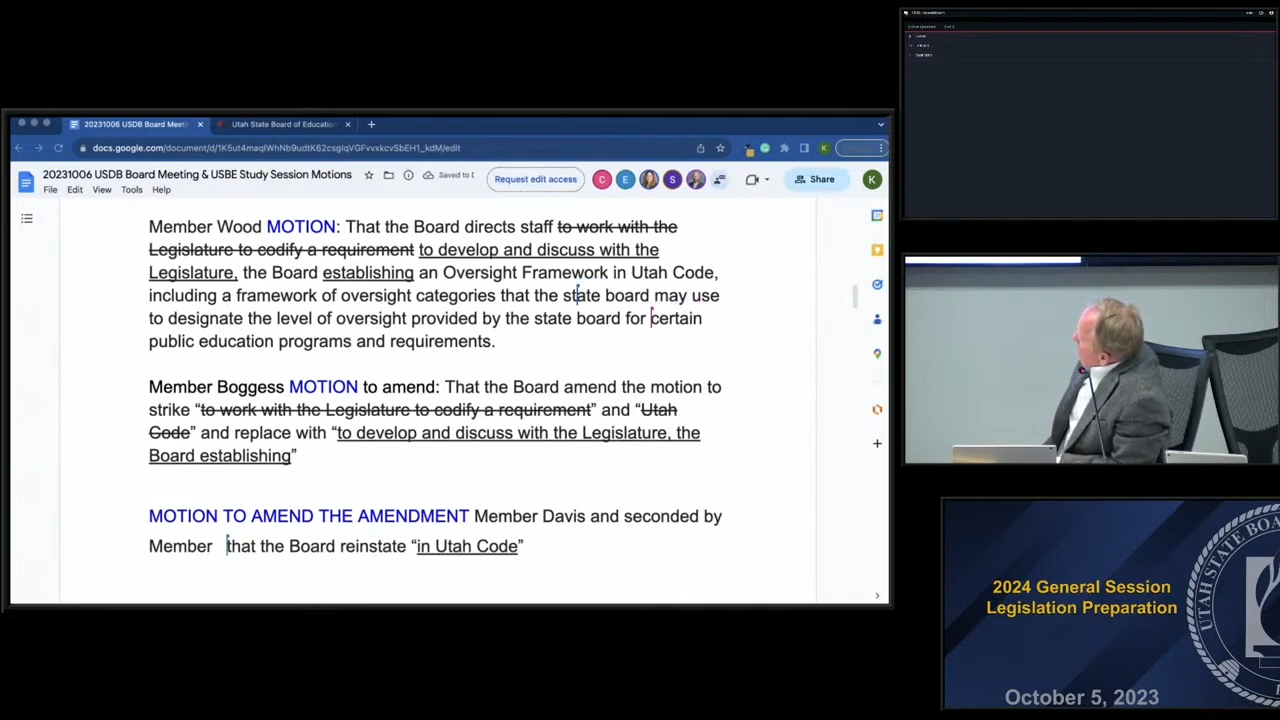 20231006 USDB Board Meeti
Utah State Board of Education
docs.google.com/document/d/1K5ut4maqIWhNb9udtK62csgIqVGFvvxkcvSbEH1_kdM/edit
20231006 USDB Board Meeting & USBE Study Session Motions
Saved to D
Request edit access
C
E
S
Share
K
File Edit View Tools Help
Member Wood MOTION: That the Board directs staff to work with the
Legislature to codify a requirement to develop and discuss with the
Legislature, the Board establishing an Oversight Framework in Utah Code,
including a framework of oversight categories that the state board may use
to designate the level of oversight provided by the state board for certain
public education programs and requirements.
Member Boggess MOTION to amend: That the Board amend the motion to
strike “to work with the Legislature to codify a requirement” and “Utah
Code” and replace with “to develop and discuss with the Legislature, the
Board establishing”
MOTION TO AMEND THE AMENDMENT Member Davis and seconded by
Member that the Board reinstate “in Utah Code”
2024 General Session
Legislation Preparation
October 5, 2023
UTAH STATE BOARD OF